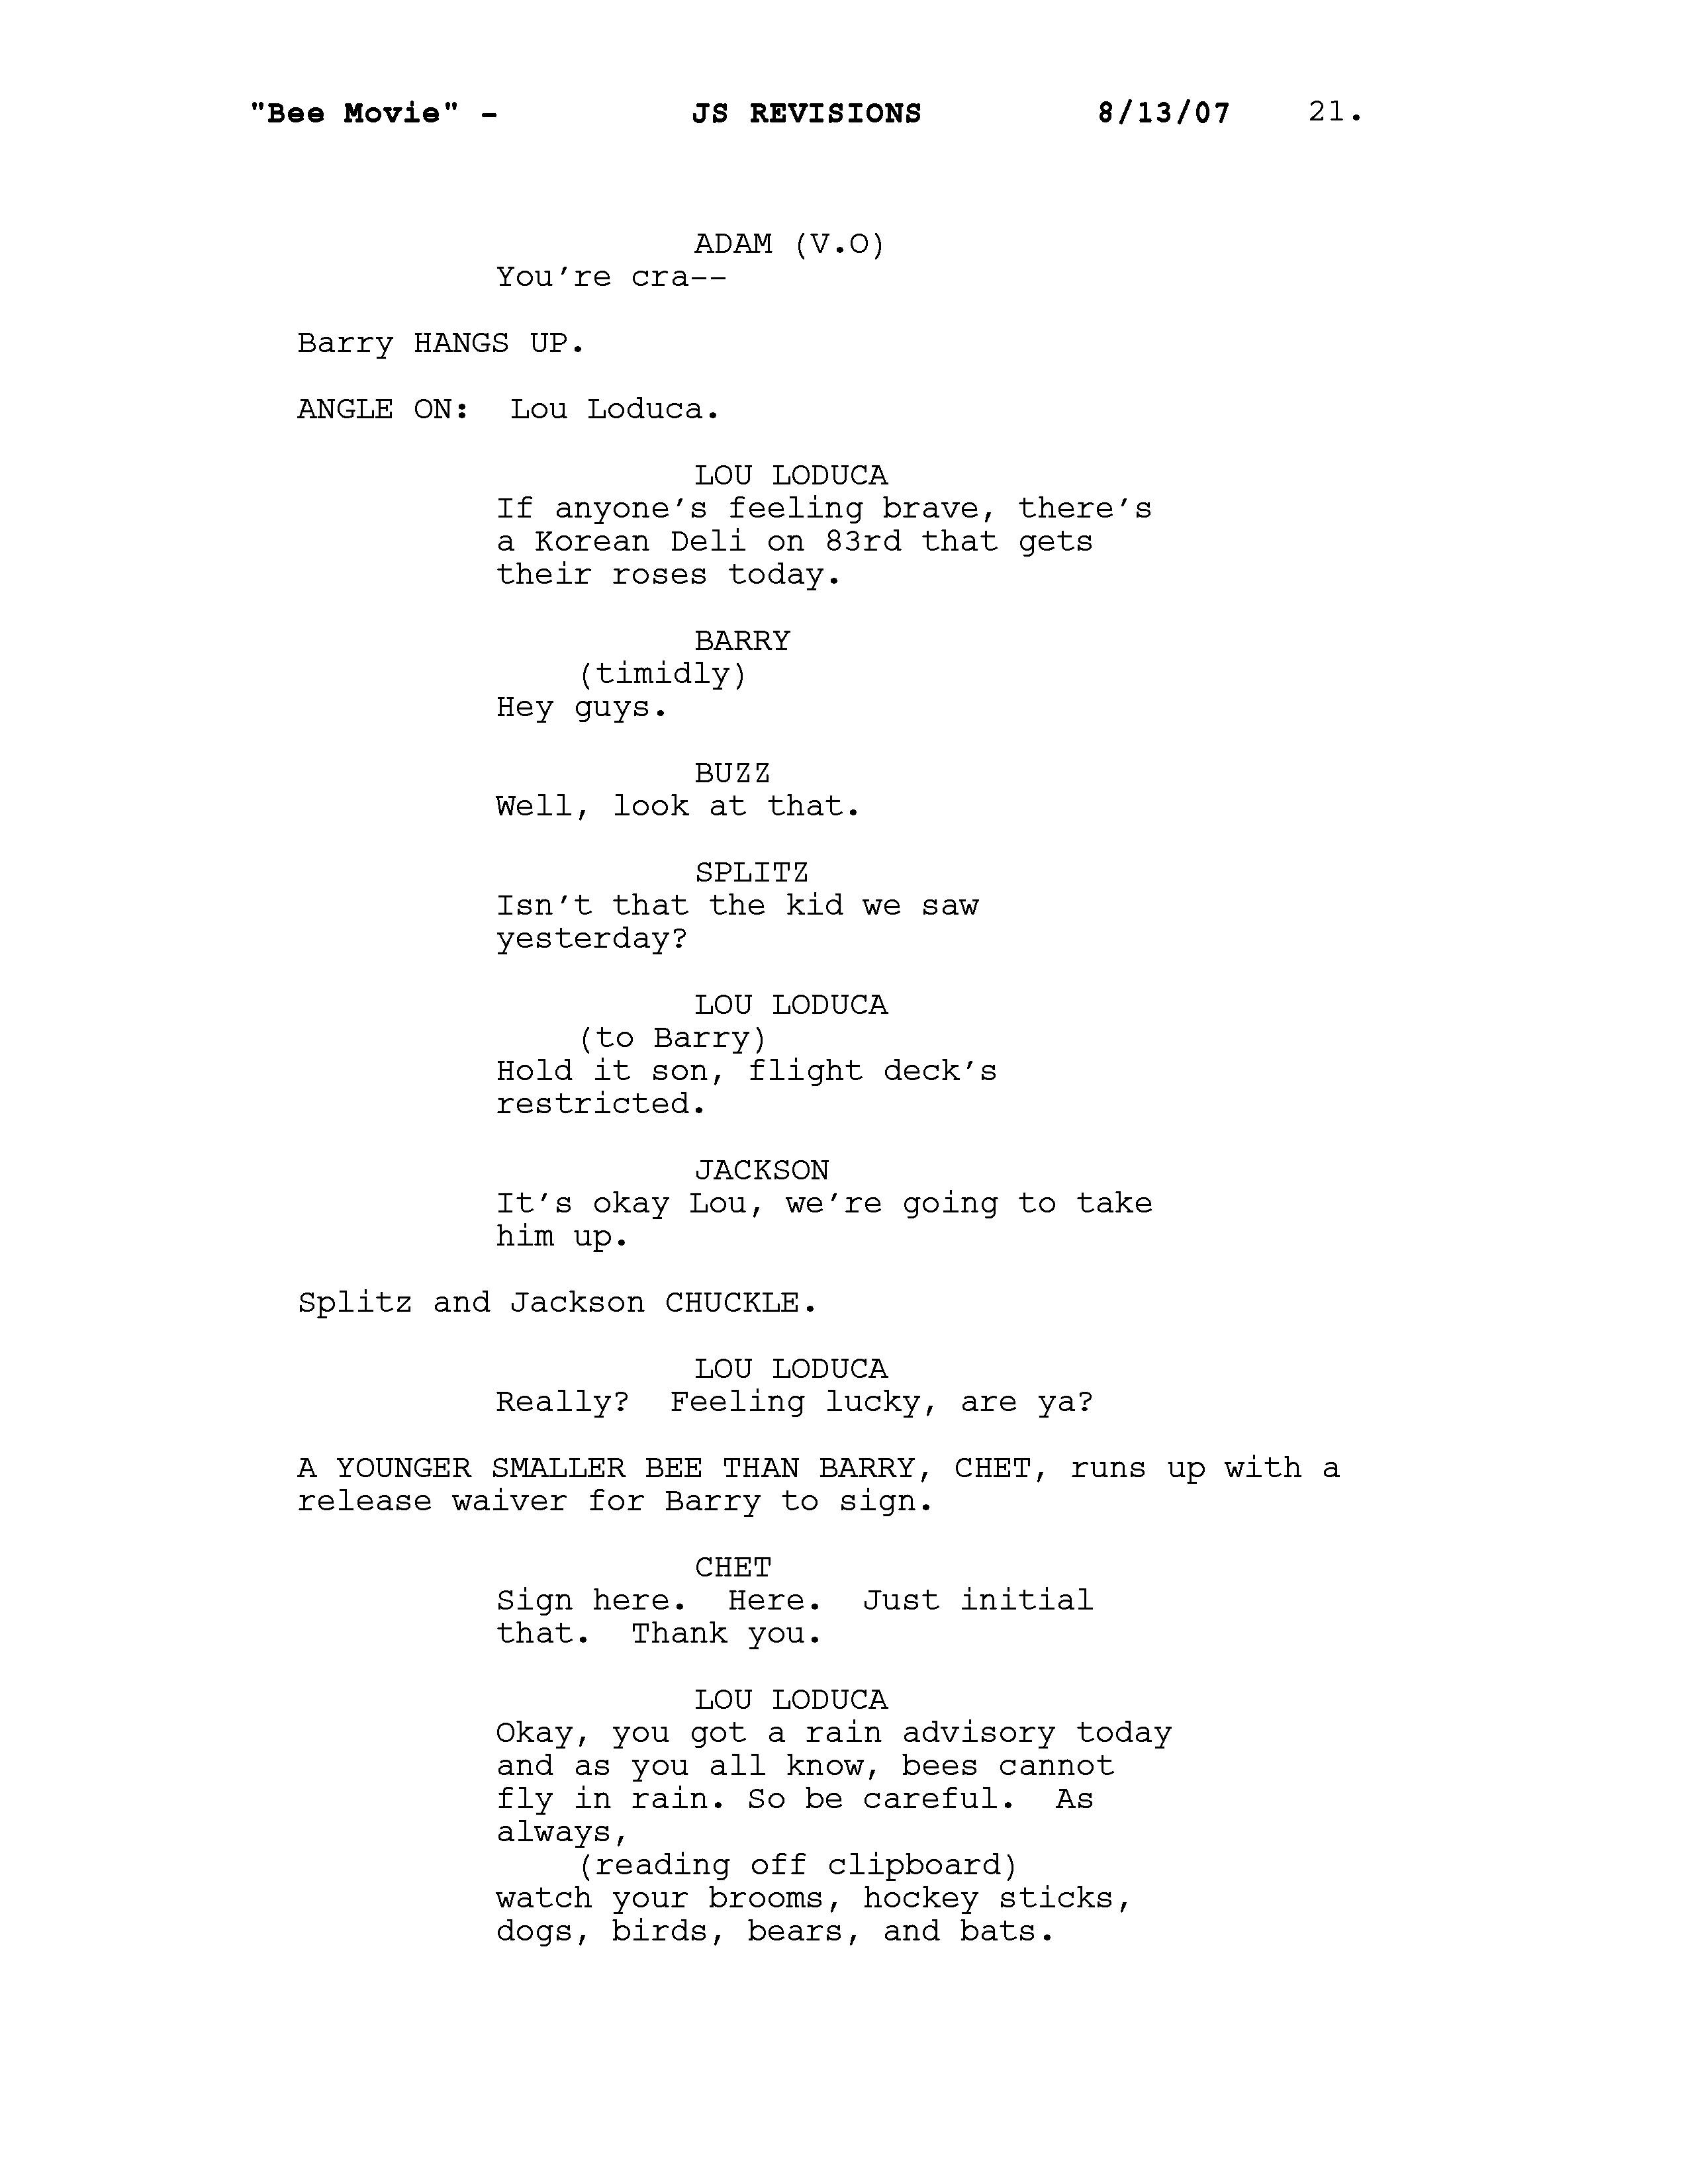 "Bee Movie" - JS REVISIONS 8/13/07 21.
ADAM (V.O)
You're cra--
Barry HANGS UP.
ANGLE ON:  Lou Loduca.
LOU LODUCA
If anyone's feeling brave, there's
a Korean Deli on 83rd that gets
their roses today.
BARRY
(timidly)
Hey guys.
BUZZ
Well, look at that.
SPLITZ
Isn't that the kid we saw
yesterday?
LOU LODUCA
(to Barry)
Hold it son, flight deck's
restricted.
JACKSON
It's okay Lou, we're going to take
him up.
Splitz and Jackson CHUCKLE.
LOU LODUCA
Really?  Feeling lucky, are ya?
A YOUNGER SMALLER BEE THAN BARRY, CHET, runs up with a
release waiver for Barry to sign.
CHET
Sign here.  Here.  Just initial
that.  Thank you.
LOU LODUCA
Okay, you got a rain advisory today
and as you all know, bees cannot
fly in rain. So be careful.  As
always,
(reading off clipboard)
watch your brooms, hockey sticks,
dogs, birds, bears, and bats.